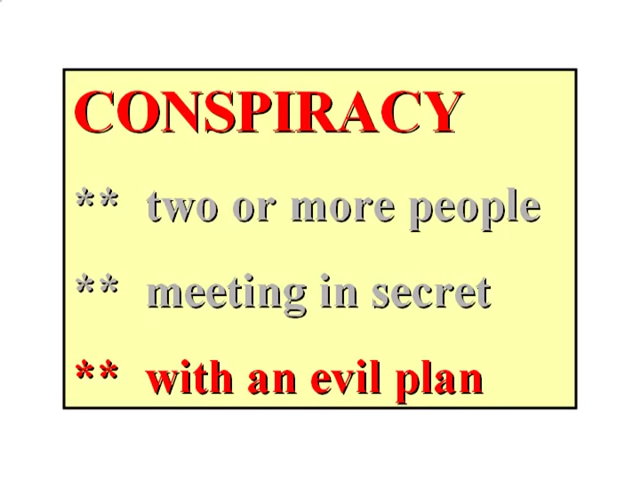 CONSPIRACY
** two or more people
** meeting in secret
** with an evil plan